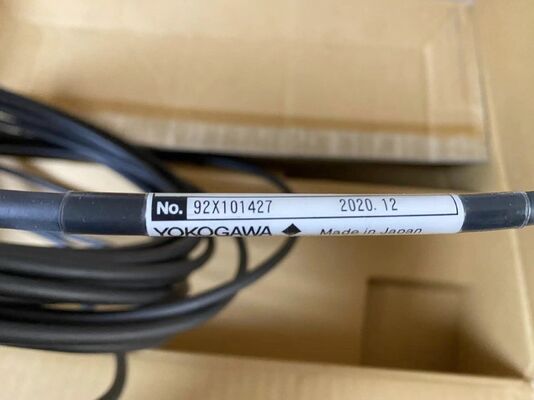 No. 92X101427 2020.12
YOKOGAWA Made in Japan